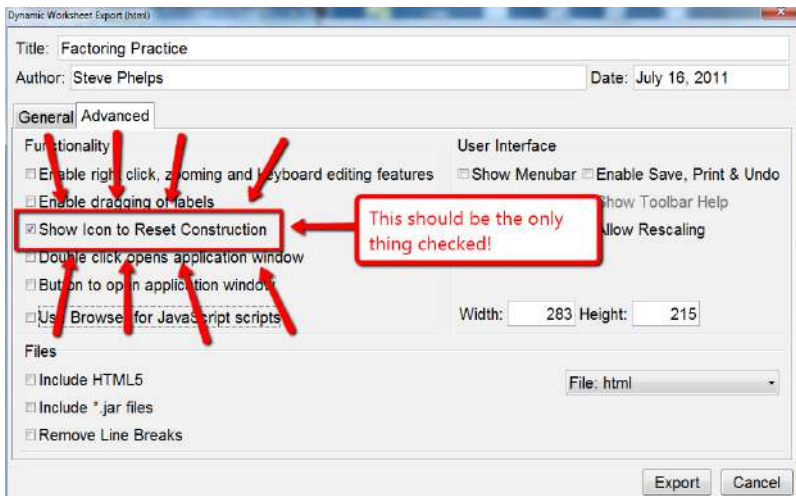 Dynamic Worksheet Export (html)
Title: Factoring Practice
Author: Steve Phelps Date: July 16, 2011
General Advanced
Functionality
User Interface
Enable right click, zooming and keyboard editing features
Show Menubar Enable Save, Print & Undo
Enable dragging of labels
Show Toolbar Help
Show Icon to Reset Construction
Allow Rescaling
This should be the only
thing checked!
Double click opens application window
Button to open application window
Use Browser for JavaScript scripts
Width: 283 Height: 215
Files
Include HTML5
File: html
Include *.jar files
Remove Line Breaks
Export Cancel